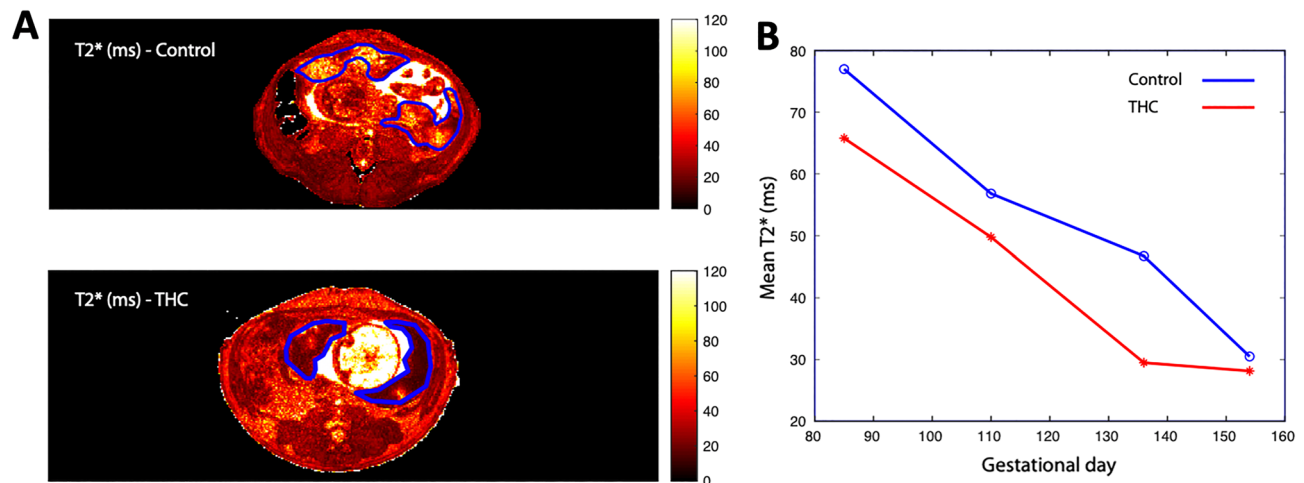 A
T2* (ms) - Control
120
100
80
60
40
20
0
T2* (ms) - THC
120
100
80
60
40
20
0
B
80
70
60
50
40
30
20
Mean T2* (ms)
Control
THC
80 90 100 110 120 130 140 150 160
Gestational day